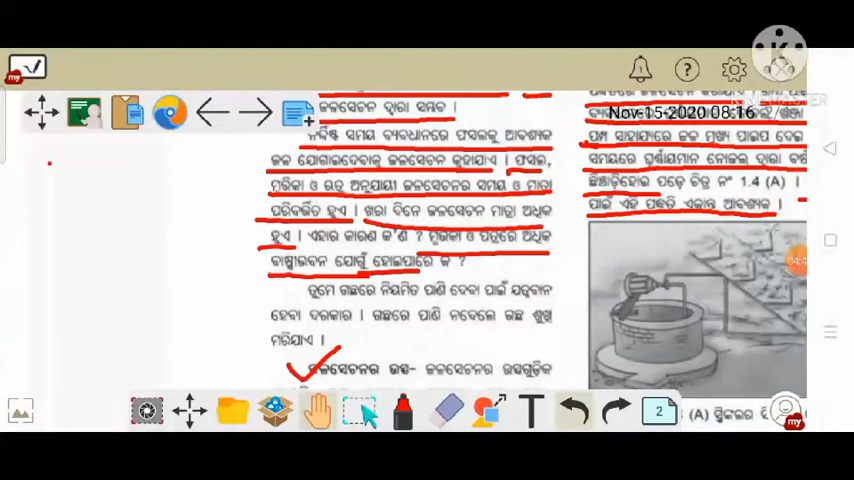 Nov-15-2020 08:16
ଜଳସେଚନ ଦ୍ୱାରା ସମ୍ଭବ ।
ନିର୍ଦ୍ଦିଷ୍ଟ ସମୟ ବ୍ୟବଧାନରେ ଫସଲକୁ ଆବଶ୍ୟକ
ଜଳ ଯୋଗାଇଦେବାକୁ ଜଳସେଚନ କୁହାଯାଏ । ଫସଲ,
ମୃତ୍ତିକା ଓ ଋତୁ ଅନୁଯାୟୀ ଜଳସେଚନର ସମୟ ଓ ମାତ୍ରା
ପରିବର୍ତ୍ତିତ ହୁଏ । ଖରା ଦିନେ ଜଳସେଚନ ମାତ୍ରା ଅଧିକ
ହୁଏ । ଏହାର କାରଣ କ'ଣ ? ମୃତ୍ତିକା ଓ ପତ୍ରରେ ଅଧିକ
ବାଷ୍ପୀଭବନ ଯୋଗୁଁ ହୋଇପାରେ କି ?
ତୁମେ ଗଛରେ ନିୟମିତ ପାଣି ଦେବା ପାଇଁ ଯତ୍ନବାନ
ହେବା ଦରକାର । ଗଛରେ ପାଣି ନଦେଲେ ଗଛ ଶୁଖି
ମରିଯାଏ ।
ଜଳସେଚନର ଉତ୍ସ- ଜଳସେଚନର ଉତ୍ସଗୁଡ଼ିକ
ପମ୍ପ ସାହାଯ୍ୟରେ ଜଳ ମୁଖ୍ୟ ପାଇପ ଦେଇ
ସମୟରେ ଘୂର୍ଣ୍ଣାୟମାନ ନୋଜଲ୍ ଦ୍ୱାରା ବର୍ଷା
ଛିଞ୍ଚାଡ଼ିହୋଇ ପଡ଼େ ଚିତ୍ର ନଂ 1.4 (A) ।
ପାଇଁ ଏହି ପଦ୍ଧତି ଏକାନ୍ତ ଆବଶ୍ୟକ ।
(A) ସ୍ପ୍ରିଙ୍କଲର
2